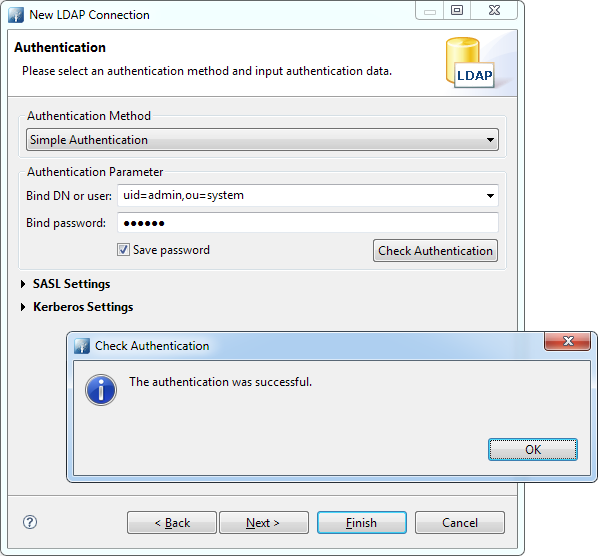 New LDAP Connection
Authentication
Please select an authentication method and input authentication data.
LDAP
Authentication Method
Simple Authentication
Authentication Parameter
Bind DN or user: uid=admin,ou=system
Bind password: ●●●●●●
Save password Check Authentication
SASL Settings
Kerberos Settings
Check Authentication
The authentication was successful.
OK
? < Back Next > Finish Cancel